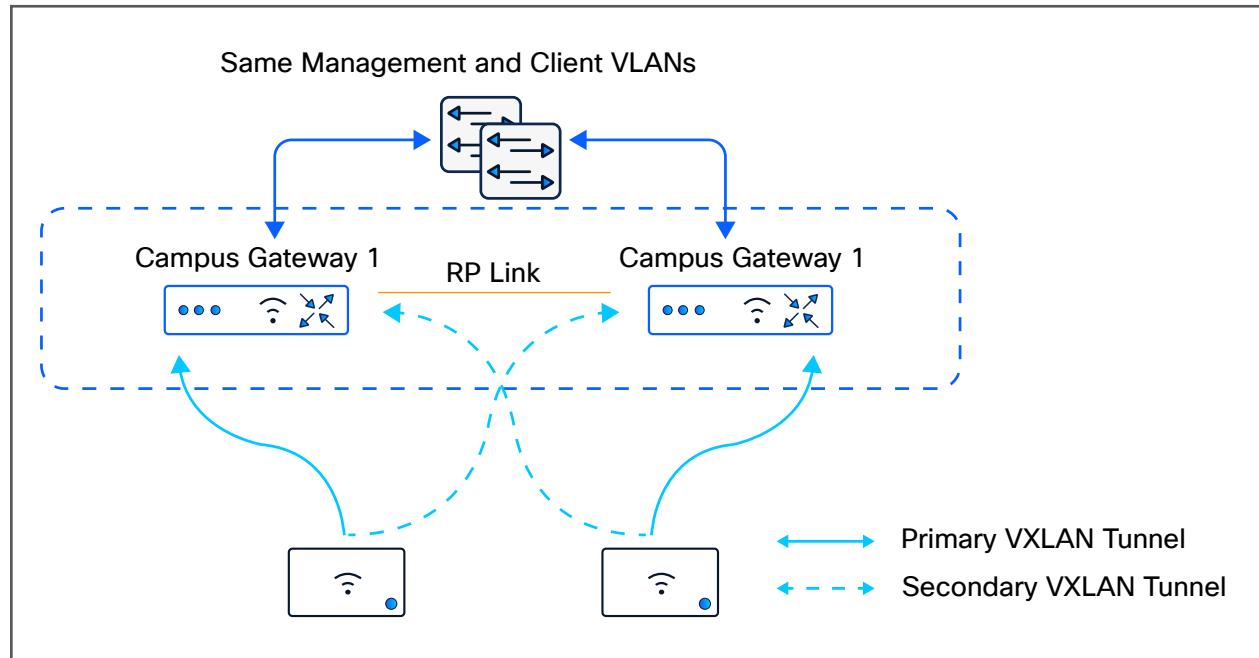 Same Management and Client VLANs
Campus Gateway 1
RP Link
Campus Gateway 1
Primary VXLAN Tunnel
Secondary VXLAN Tunnel